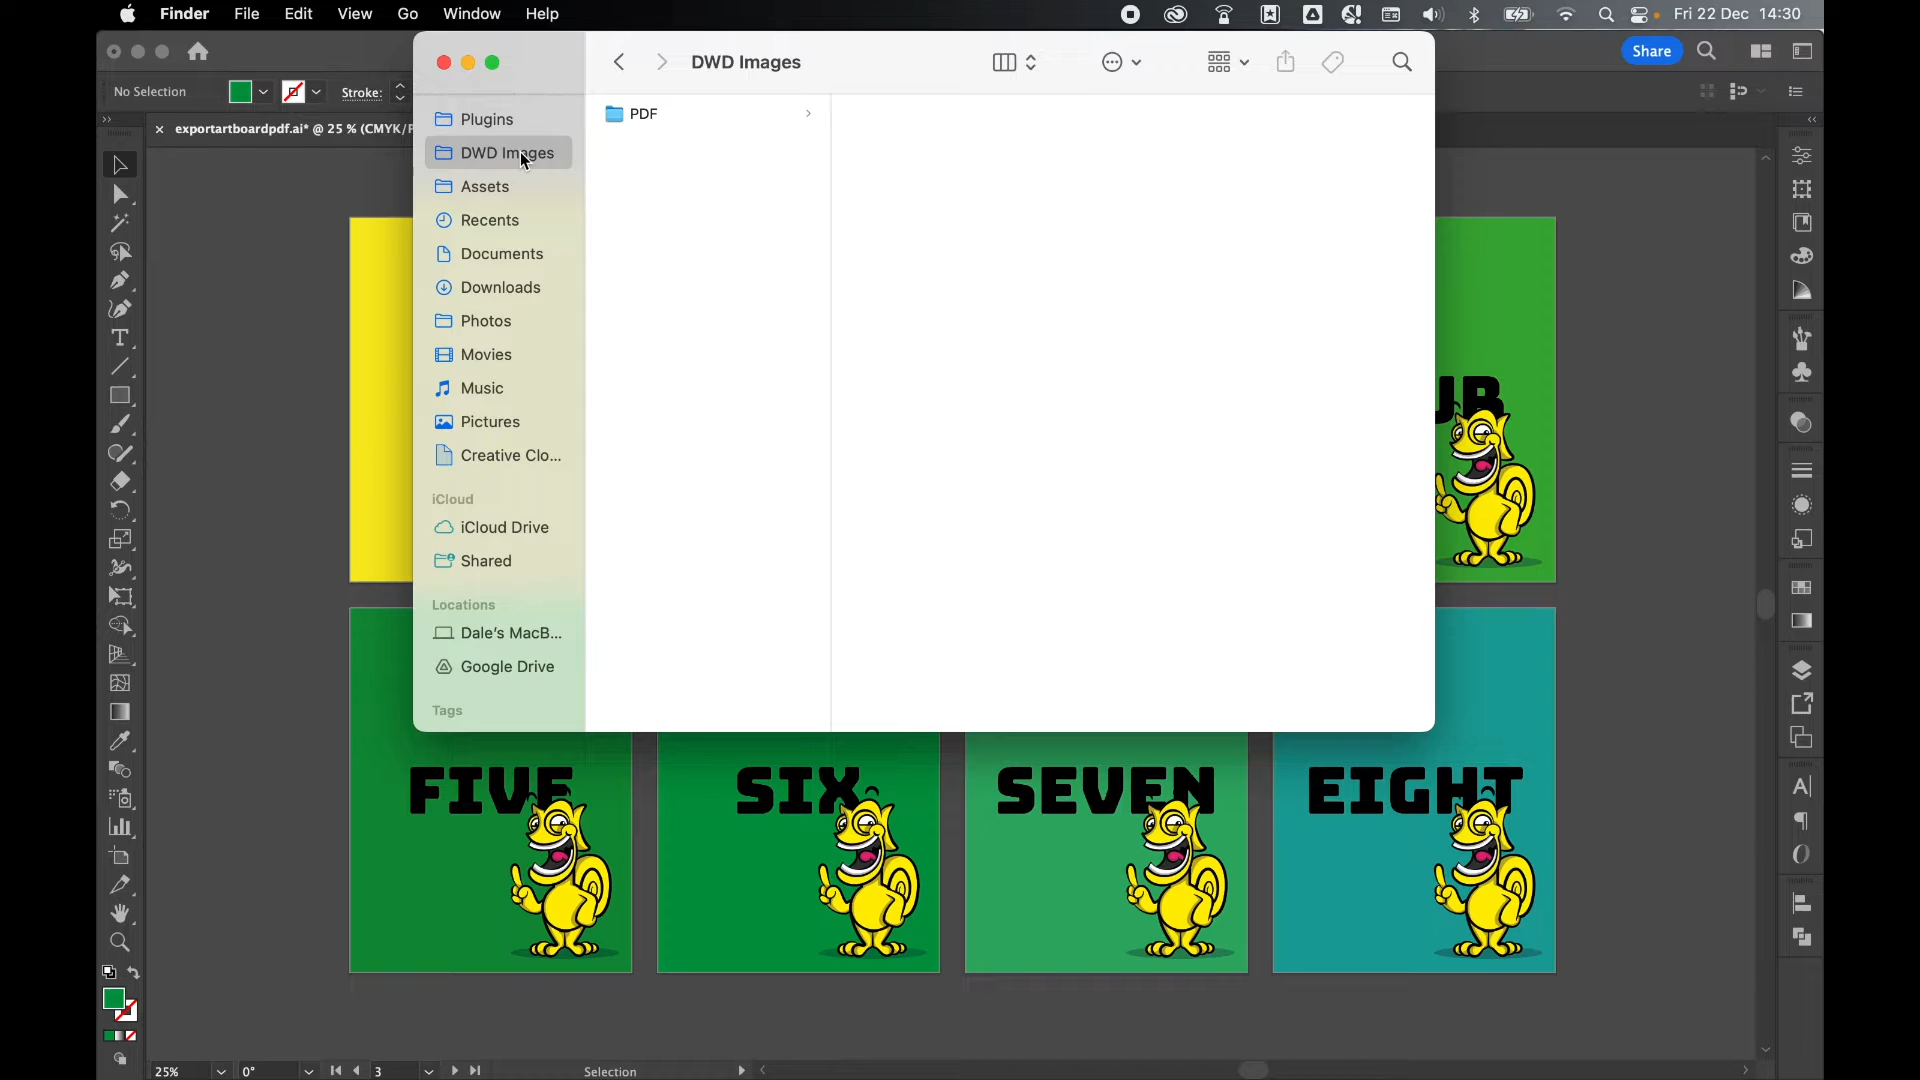 Finder File Edit View Go Window Help Fri 22 Dec 14:30
DWD Images
Share
No Selection Stroke:
exportartboardpdf.ai* @ 25 % (CMYK/P
Plugins
DWD Images
Assets
Recents
Documents
Downloads
Photos
Movies
Music
Pictures
Creative Clo...
iCloud
iCloud Drive
Shared
Locations
Dale's MacB...
Google Drive
Tags
PDF
UR
FIVE SIX SEVEN EIGHT
25% 0° 3 Selection